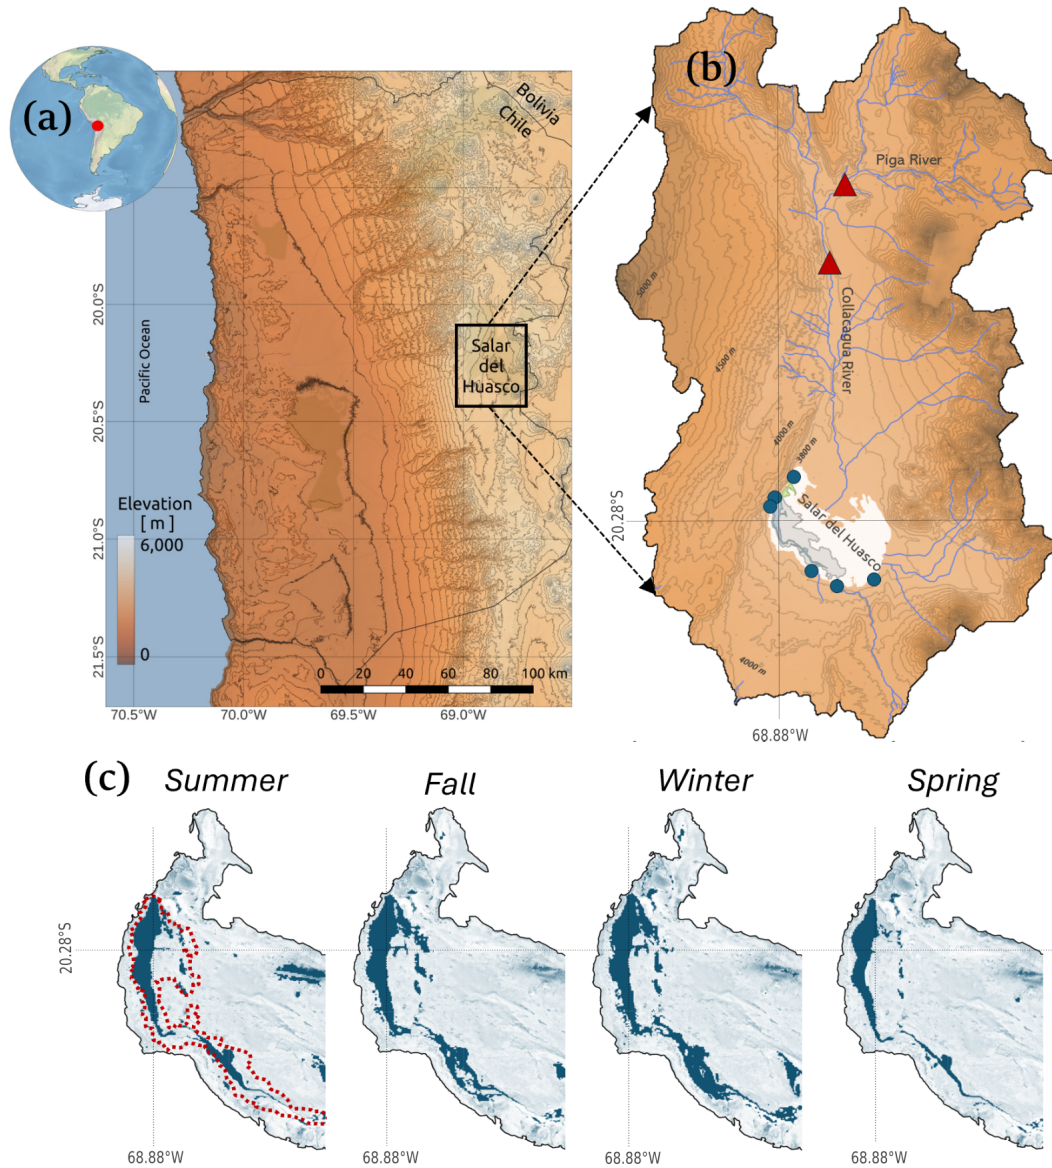 (a)
Bolivia
Chile
20.0°S
20.5°S
21.0°S
21.5°S
Pacific Ocean
Salar
del
Huasco
Elevation
[ m ]
6,000
0
0 20 40 60 80 100 km
70.5°W 70.0°W 69.5°W 69.0°W
(b)
Piga River
5000 m
Collacagua River
4500 m
4000 m
3800 m
20.28°S
Salar del Huasco
4000 m
68.88°W
(c)
Summer Fall Winter Spring
20.28°S
68.88°W 68.88°W 68.88°W 68.88°W